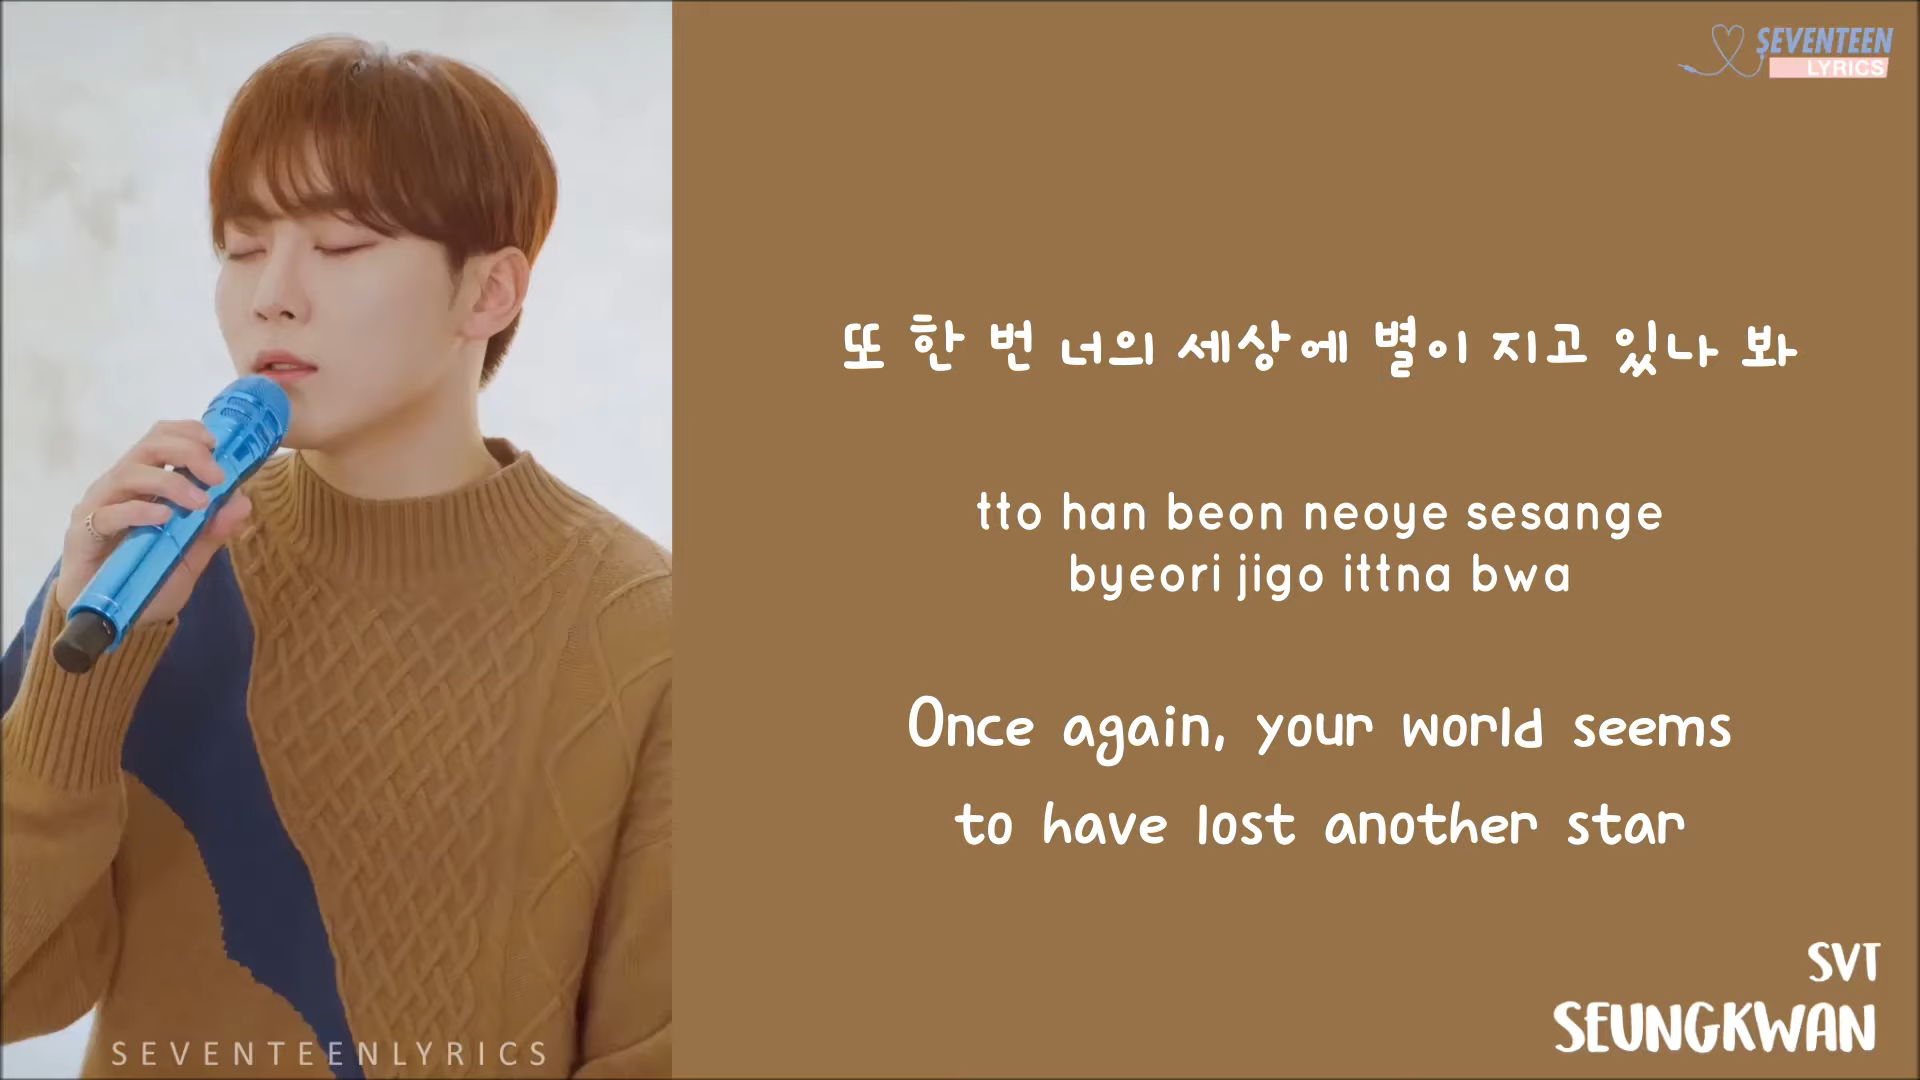 SEVENTEEN
LYRICS
또 한 번 너의 세상에 별이 지고 있나 봐
tto han beon neoye sesange
byeori jigo ittna bwa
Once again, your world seems
to have lost another star
SVT
SEUNGKWAN
SEVENTEENLYRICS